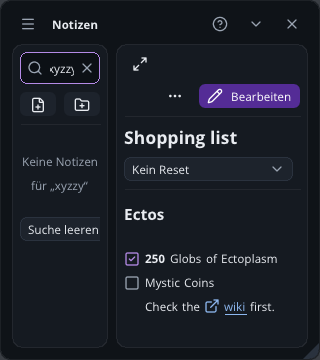 Notizen
xyzzy
Bearbeiten
Keine Notizen
für „xyzzy“
Suche leeren
Shopping list
Kein Reset
Ectos
250 Globs of Ectoplasm
Mystic Coins
Check the wiki first.